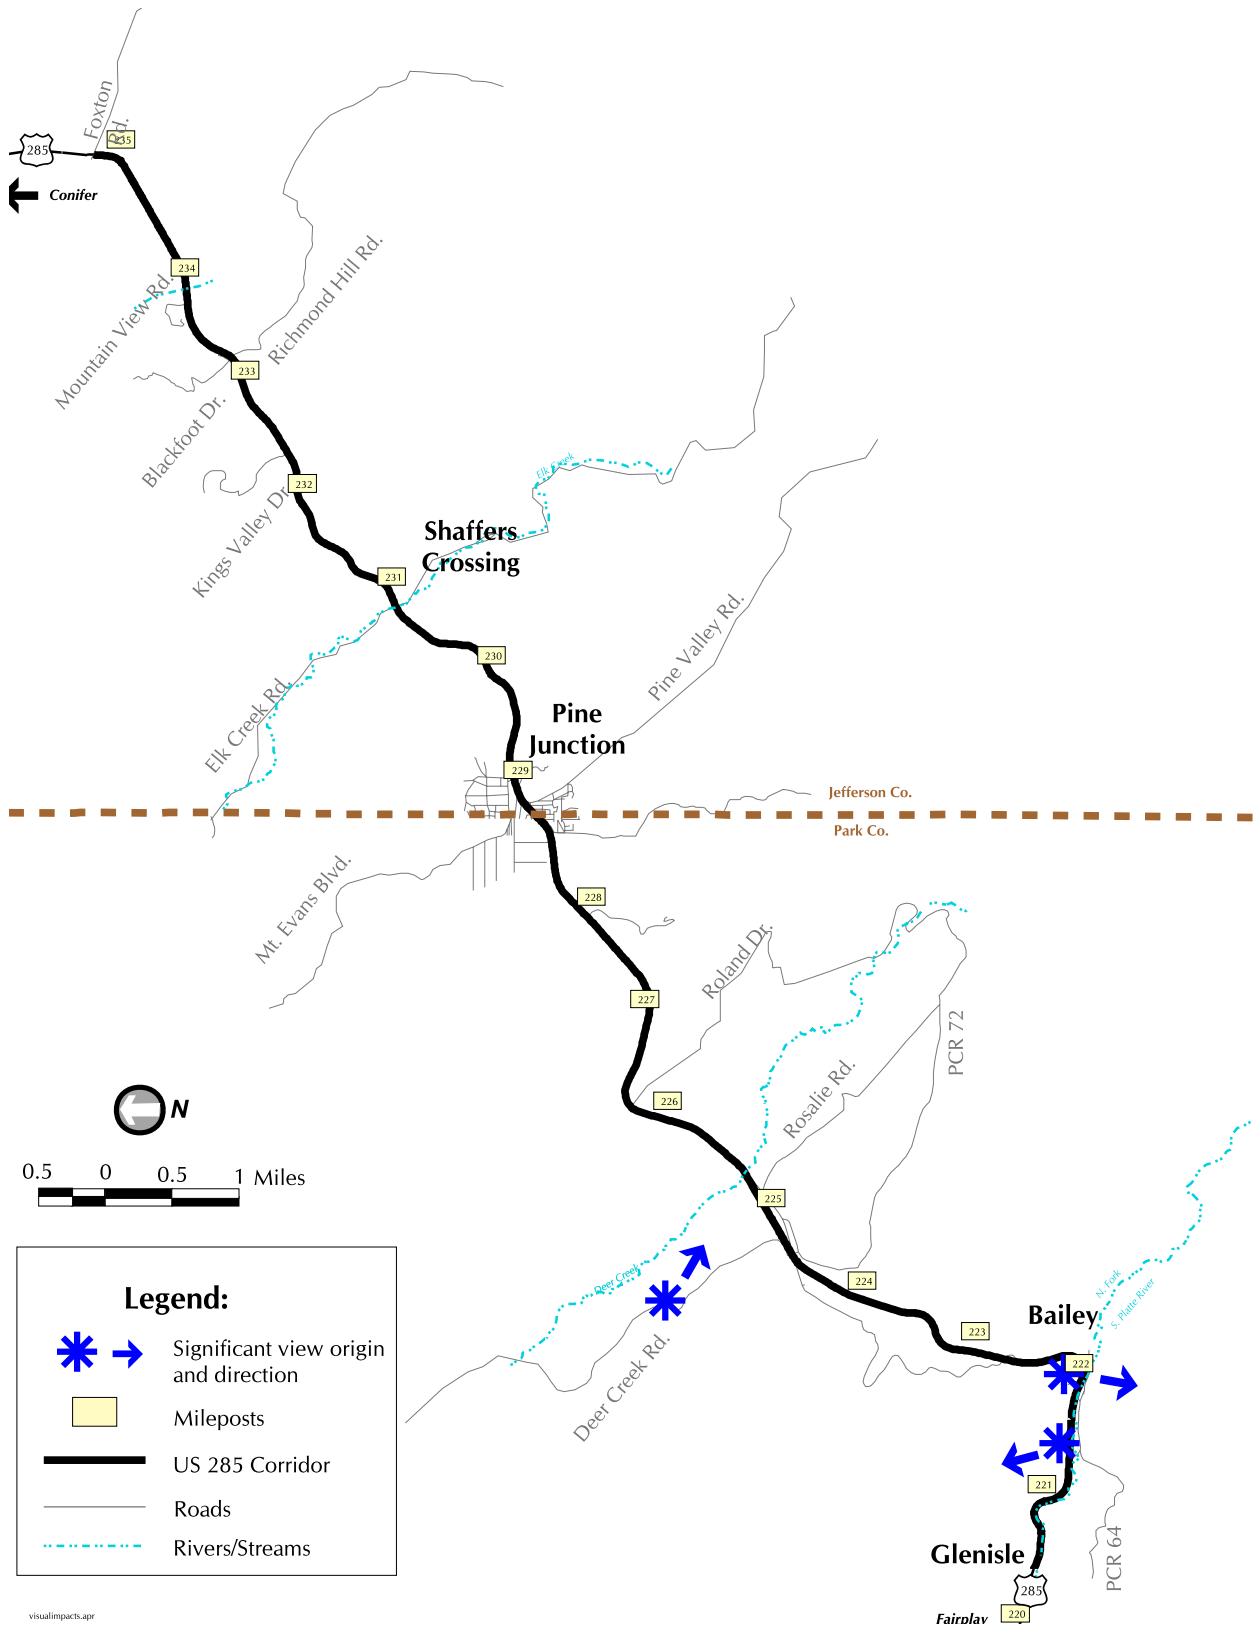 Foxton
Rd.
235
285
Conifer
234
Mountain View Rd.
Richmond Hill Rd.
233
Blackfoot Dr.
232
Kings Valley Dr.
Elk Creek
Shaffers
Crossing
231
230
Pine Valley Rd.
Elk Creek Rd.
Pine
Junction
229
Jefferson Co.
Park Co.
Mt. Evans Blvd.
228
Roland Dr.
227
PCR 72
226
Rosalie Rd.
N
0.5 0 0.5 1 Miles
225
Deer Creek
224
N. Fork
S. Platte River
Bailey
223
222
Deer Creek Rd.
221
PCR 64
Glenisle
285
220
Fairplay
Legend:
Significant view origin
and direction
Mileposts
US 285 Corridor
Roads
Rivers/Streams
visualimpacts.apr